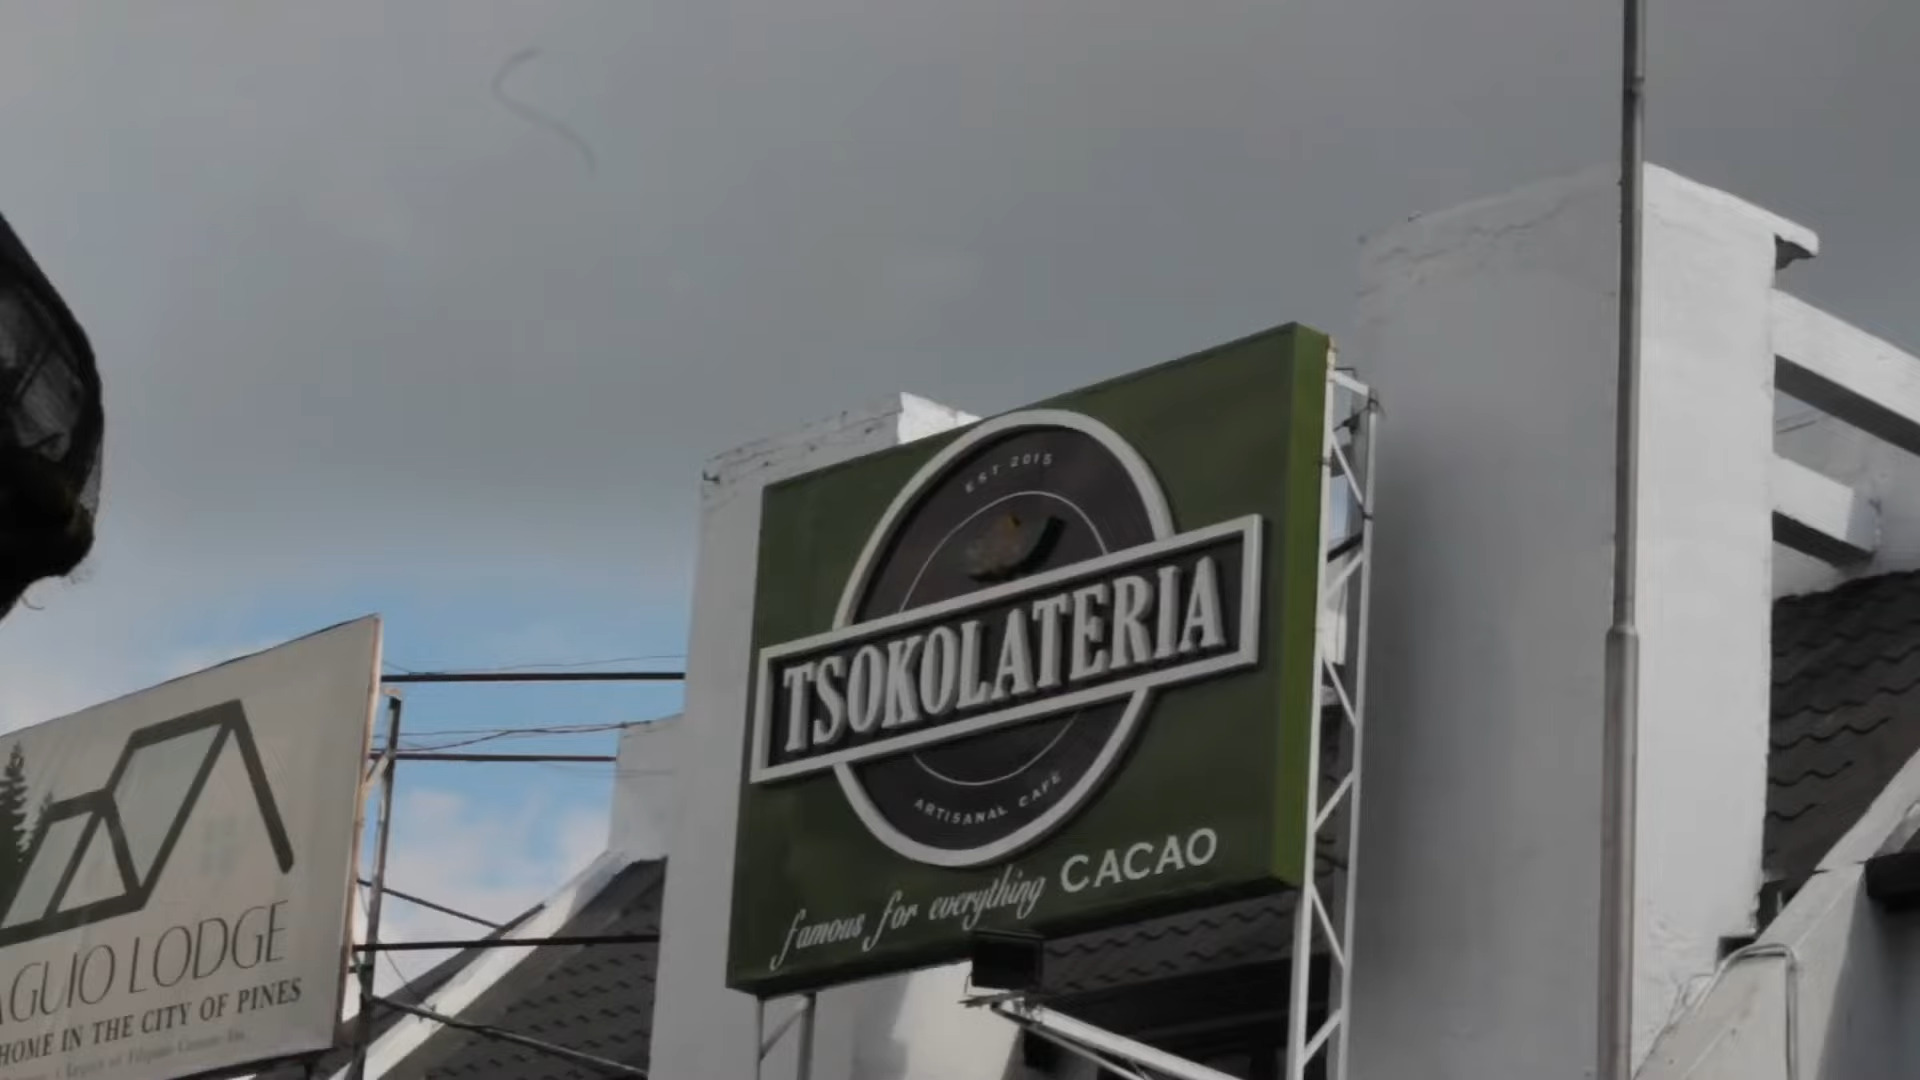 EST 2015
TSOKOLATERIA
ARTISANAL CAFE
famous for everything CACAO
AGUIO LODGE
HOME IN THE CITY OF PINES